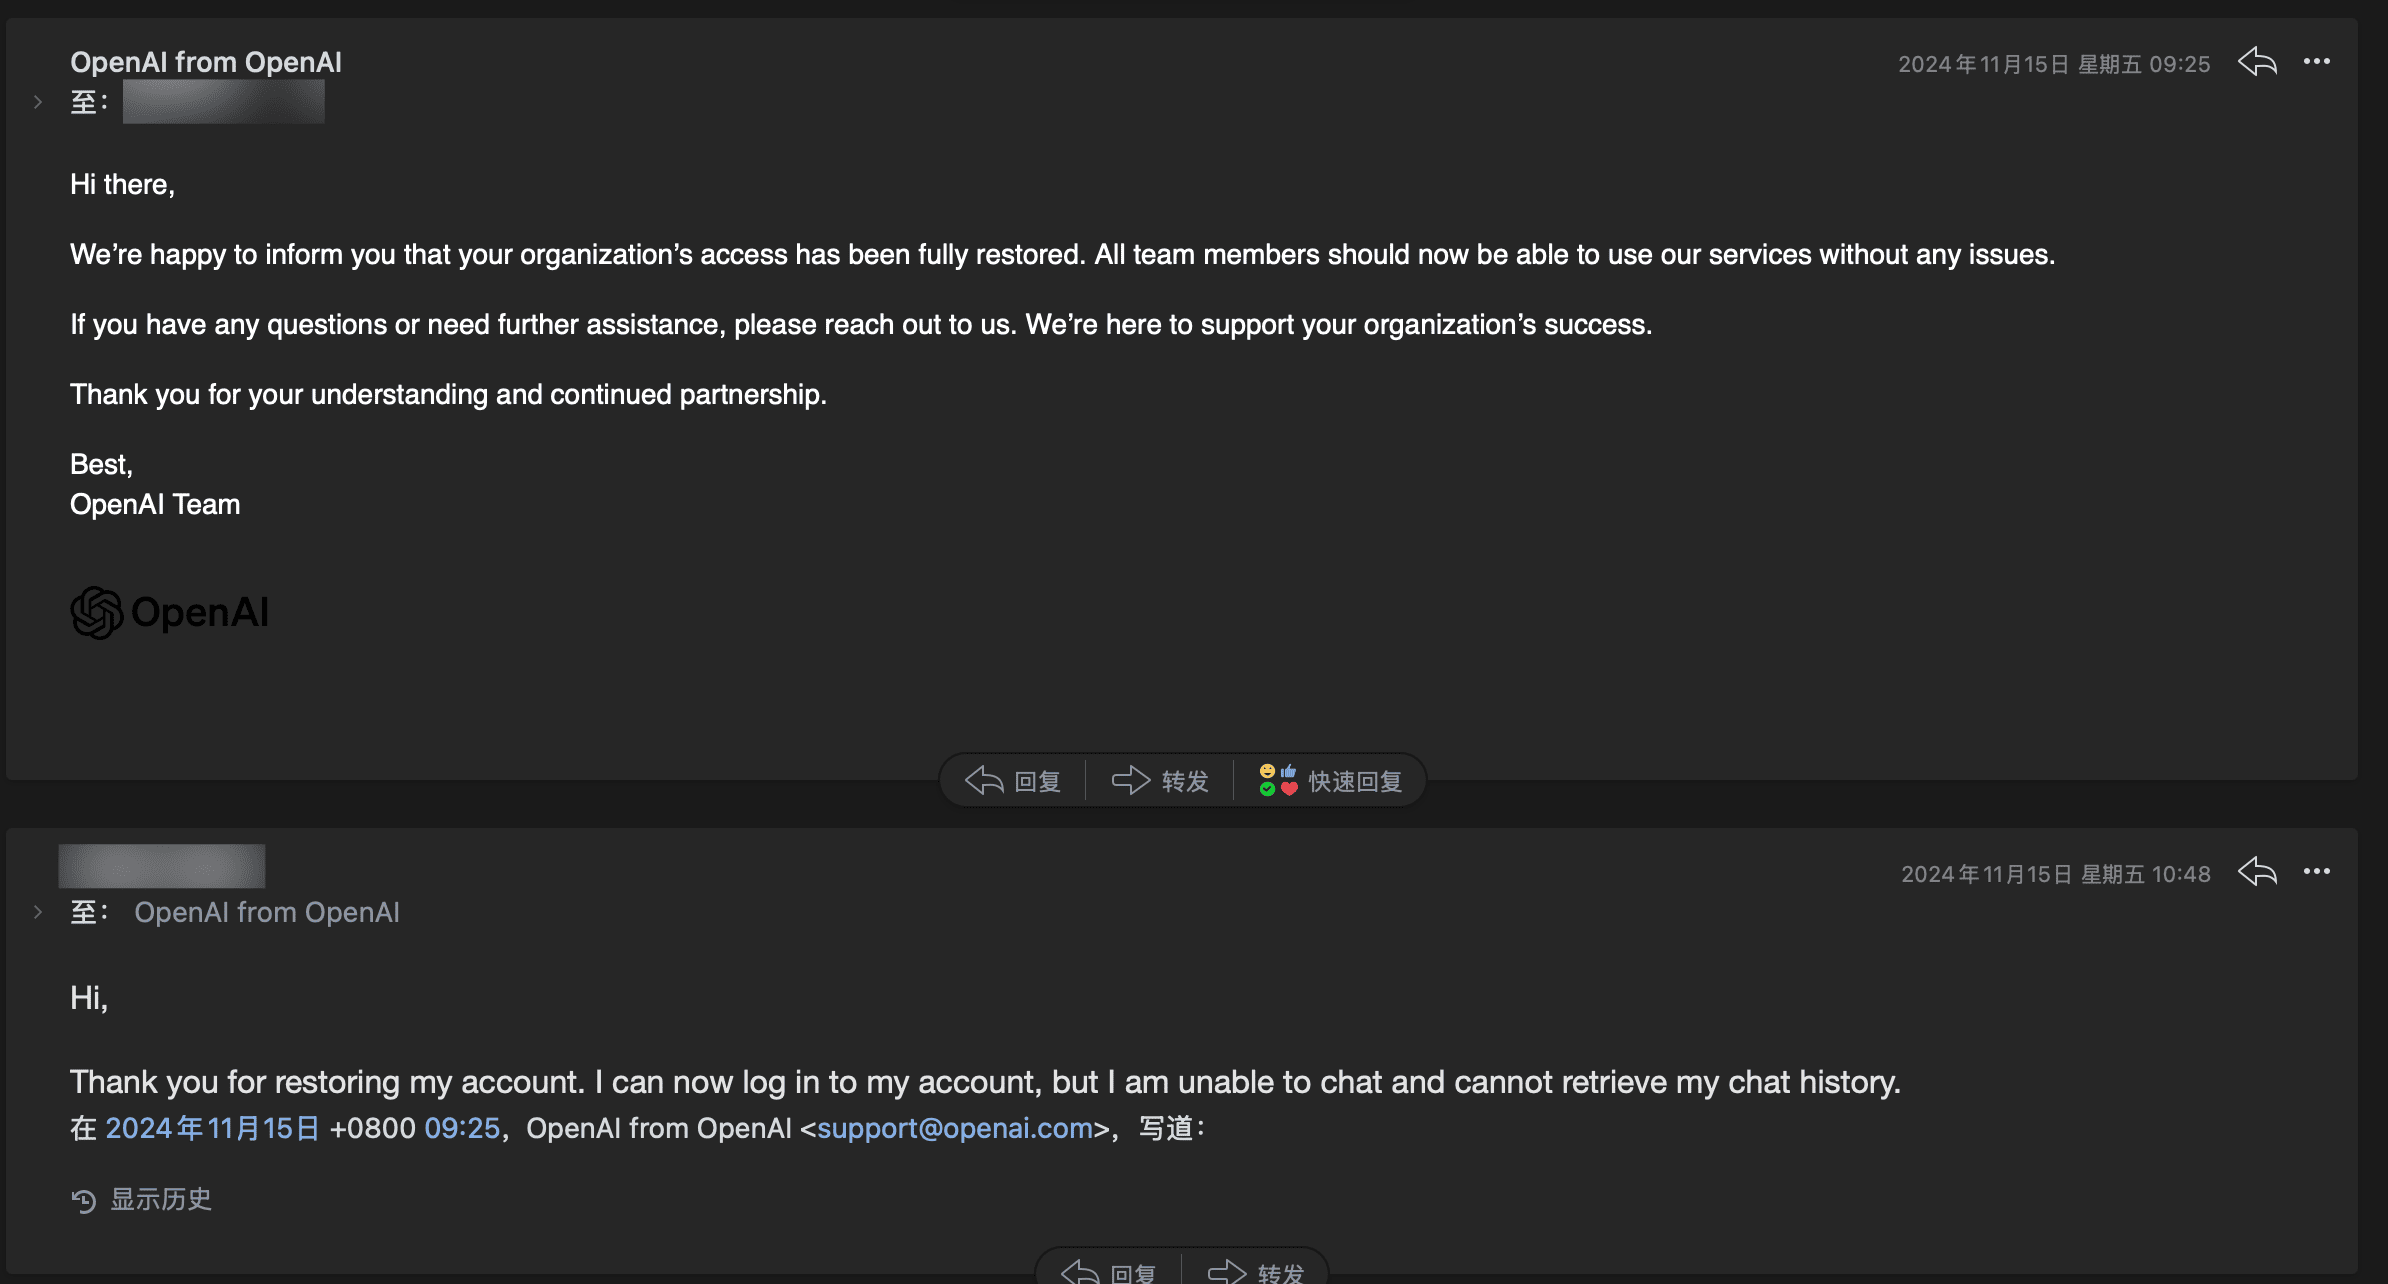 OpenAI from OpenAI
2024年11月15日 星期五 09:25
至：
Hi there,
We’re happy to inform you that your organization’s access has been fully restored. All team members should now be able to use our services without any issues.
If you have any questions or need further assistance, please reach out to us. We’re here to support your organization’s success.
Thank you for your understanding and continued partnership.
Best,
OpenAI Team
OpenAI
回复 转发 快速回复
2024年11月15日 星期五 10:48
至： OpenAI from OpenAI
Hi,
Thank you for restoring my account. I can now log in to my account, but I am unable to chat and cannot retrieve my chat history.
在 2024年11月15日 +0800 09:25，OpenAI from OpenAI <support@openai.com>，写道：
显示历史
回复 转发